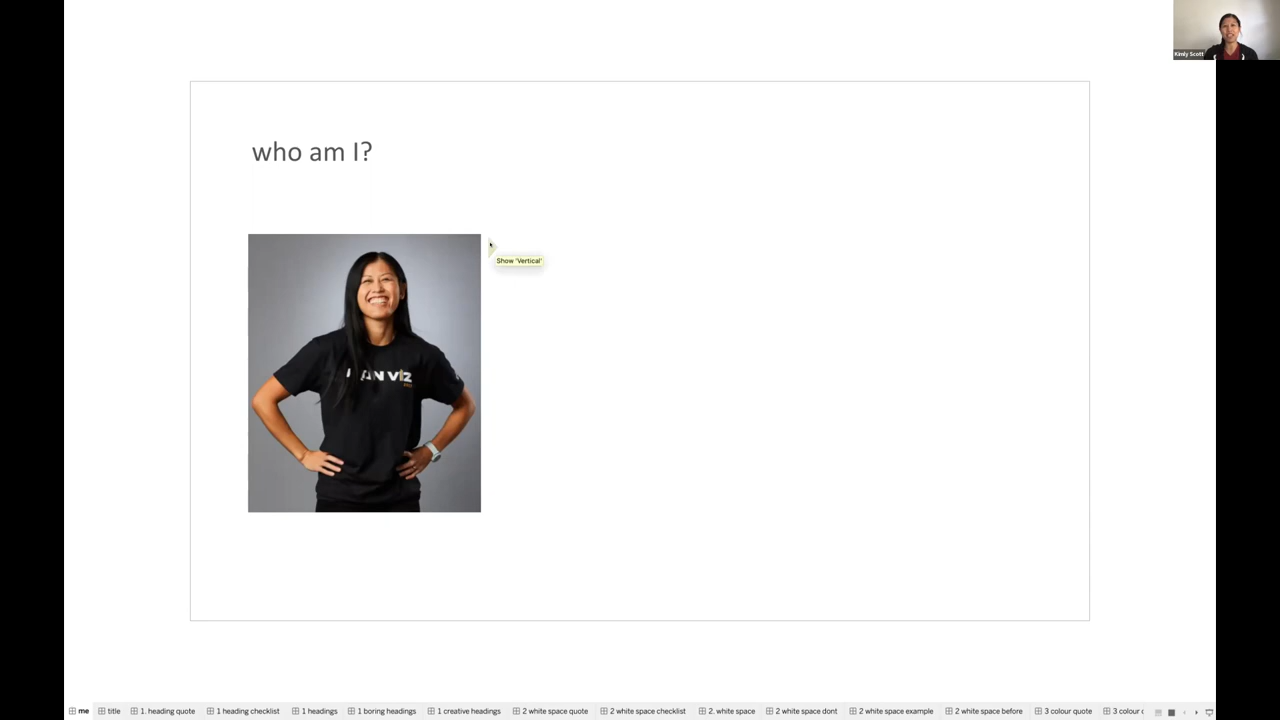 Kimly Scott
who am I?
Show 'Vertical'
me title 1. heading quote 1 heading checklist 1 headings 1 boring headings 1 creative headings 2 white space quote 2 white space checklist 2. white space 2 white space dont 2 white space example 2 white space before 3 colour quote 3 colour